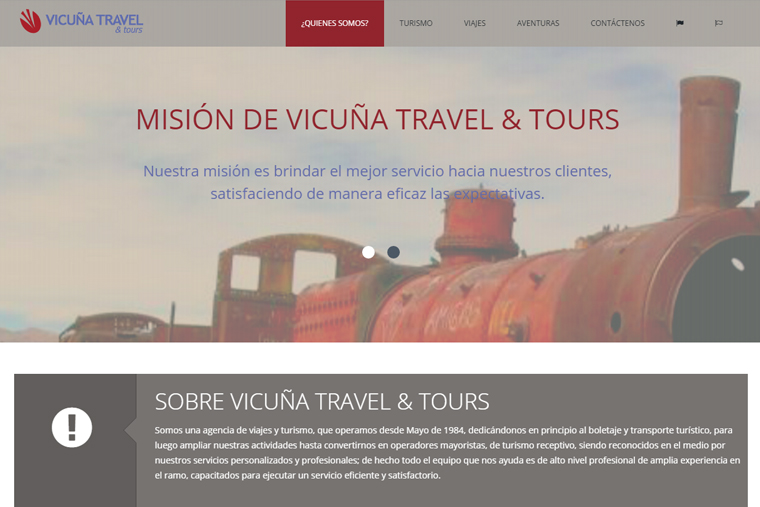 VICUÑA TRAVEL
& tours
¿QUIENES SOMOS? TURISMO VIAJES AVENTURAS CONTÁCTENOS
MISIÓN DE VICUÑA TRAVEL & TOURS
Nuestra misión es brindar el mejor servicio hacia nuestros clientes,
satisfaciendo de manera eficaz las expectativas.
SOBRE VICUÑA TRAVEL & TOURS
Somos una agencia de viajes y turismo, que operamos desde Mayo de 1984, dedicándonos en principio al boletaje y transporte turístico, para
luego ampliar nuestras actividades hasta convertirnos en operadores mayoristas, de turismo receptivo, siendo reconocidos en el medio por
nuestros servicios personalizados y profesionales; de hecho todo el equipo que nos ayuda es de alto nivel profesional de amplia experiencia en
el ramo, capacitados para ejecutar un servicio eficiente y satisfactorio.